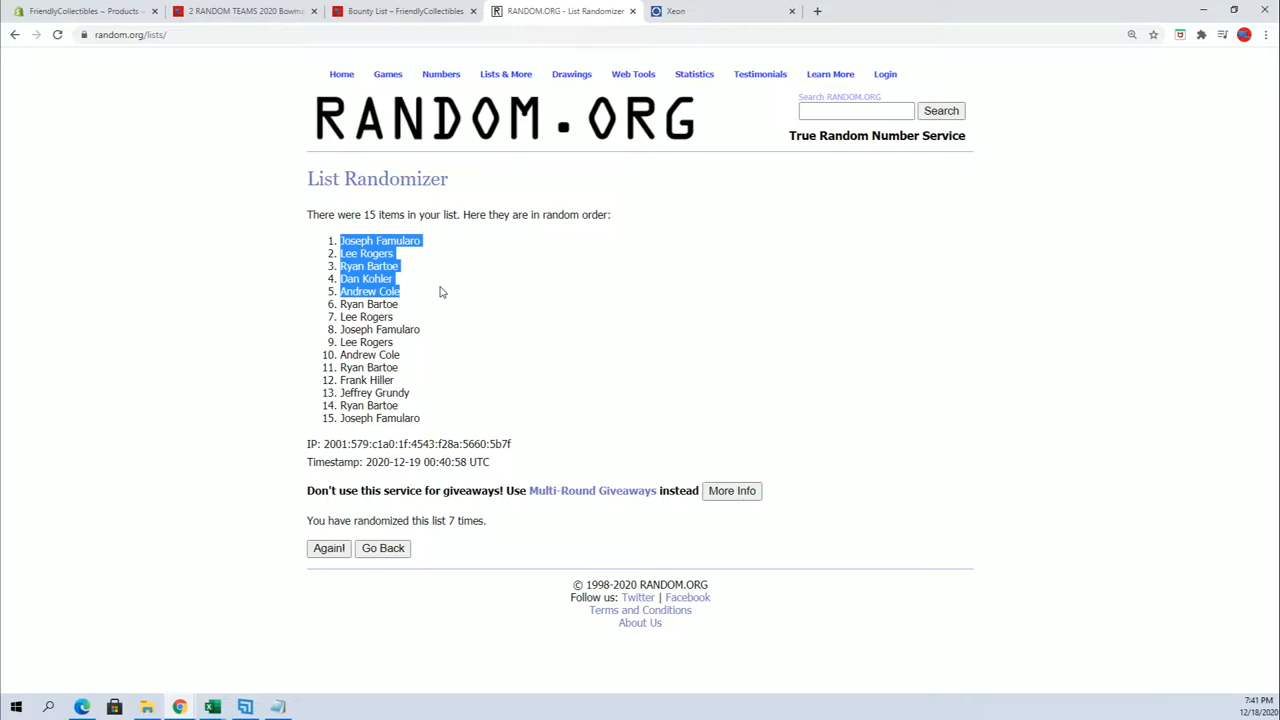 FriendlyCollectibles ~ Products ~
2 RANDOM TEAMS 2020 Bowma
Bounty List – FriendlyCollectibles
RANDOM.ORG - List Randomizer
Xeon
random.org/lists/
Home Games Numbers Lists & More Drawings Web Tools Statistics Testimonials Learn More Login
RANDOM.ORG
Search RANDOM.ORG
Search
True Random Number Service
List Randomizer
There were 15 items in your list. Here they are in random order:
1. Joseph Famularo
2. Lee Rogers
3. Ryan Bartoe
4. Dan Kohler
5. Andrew Cole
6. Ryan Bartoe
7. Lee Rogers
8. Joseph Famularo
9. Lee Rogers
10. Andrew Cole
11. Ryan Bartoe
12. Frank Hiller
13. Jeffrey Grundy
14. Ryan Bartoe
15. Joseph Famularo
IP: 2001:579:c1a0:1f:4543:f28a:5660:5b7f
Timestamp: 2020-12-19 00:40:58 UTC
Don't use this service for giveaways! Use Multi-Round Giveaways instead More Info
You have randomized this list 7 times.
Again! Go Back
© 1998-2020 RANDOM.ORG
Follow us: Twitter | Facebook
Terms and Conditions
About Us
7:41 PM
12/18/2020